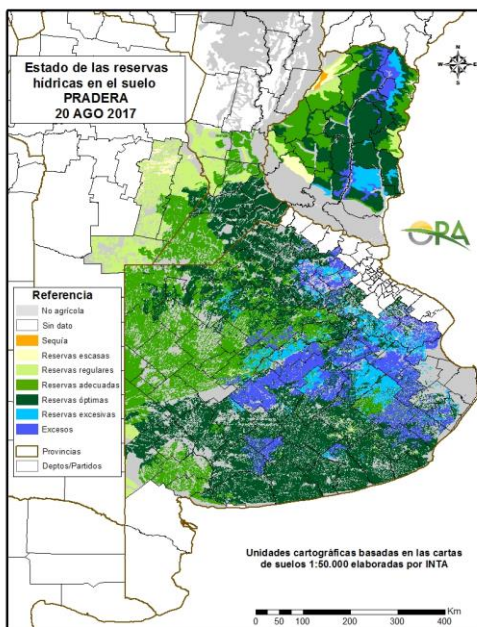 Estado de las reservas
hídricas en el suelo
PRADERA
20 AGO 2017
N
W
E
S
ORA
Referencia
No agrícola
Sin dato
Sequía
Reservas escasas
Reservas regulares
Reservas adecuadas
Reservas óptimas
Reservas excesivas
Excesos
Provincias
Deptos/Partidos
Unidades cartográficas basadas en las cartas
de suelos 1:50.000 elaboradas por INTA
Km
0 25 50 100 200 300 400